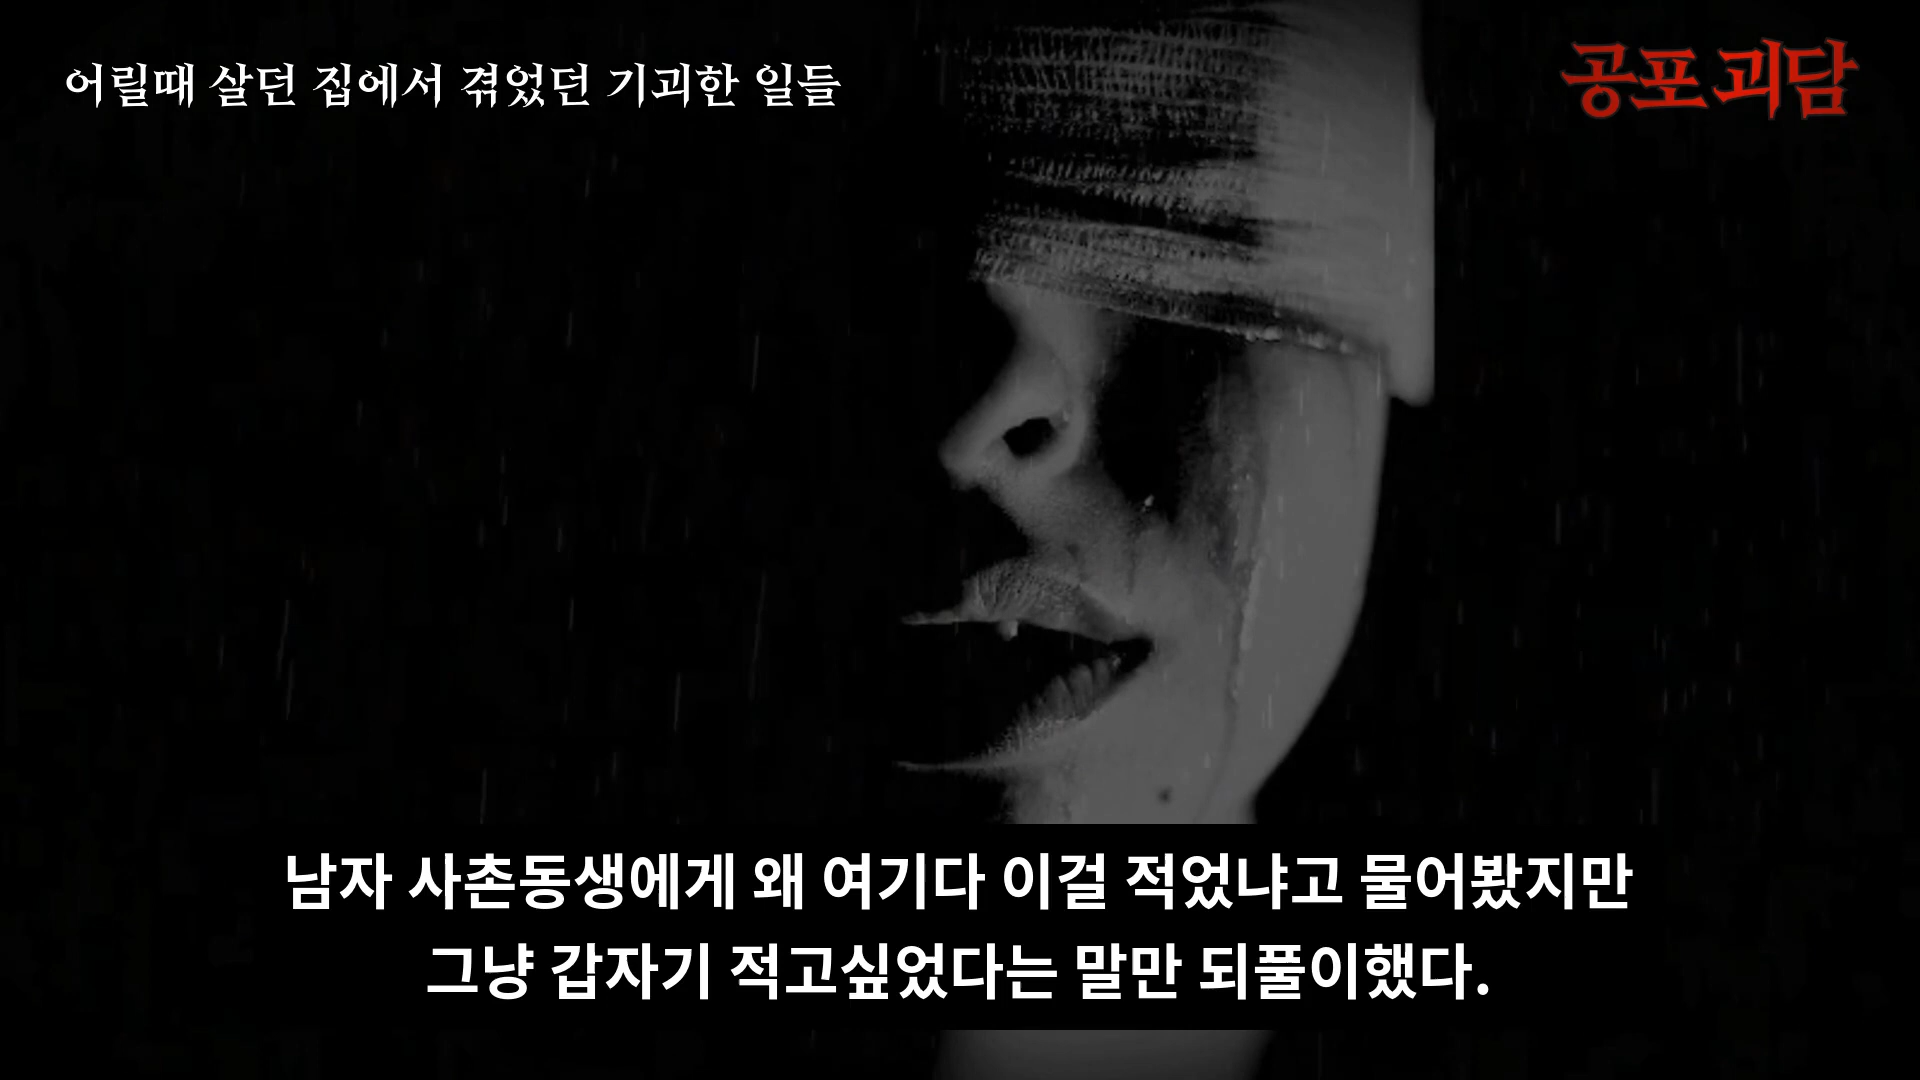 어릴때 살던 집에서 겪었던 기괴한 일들
공포 괴담
남자 사촌동생에게 왜 여기다 이걸 적었냐고 물어봤지만
그냥 갑자기 적고싶었다는 말만 되풀이했다.